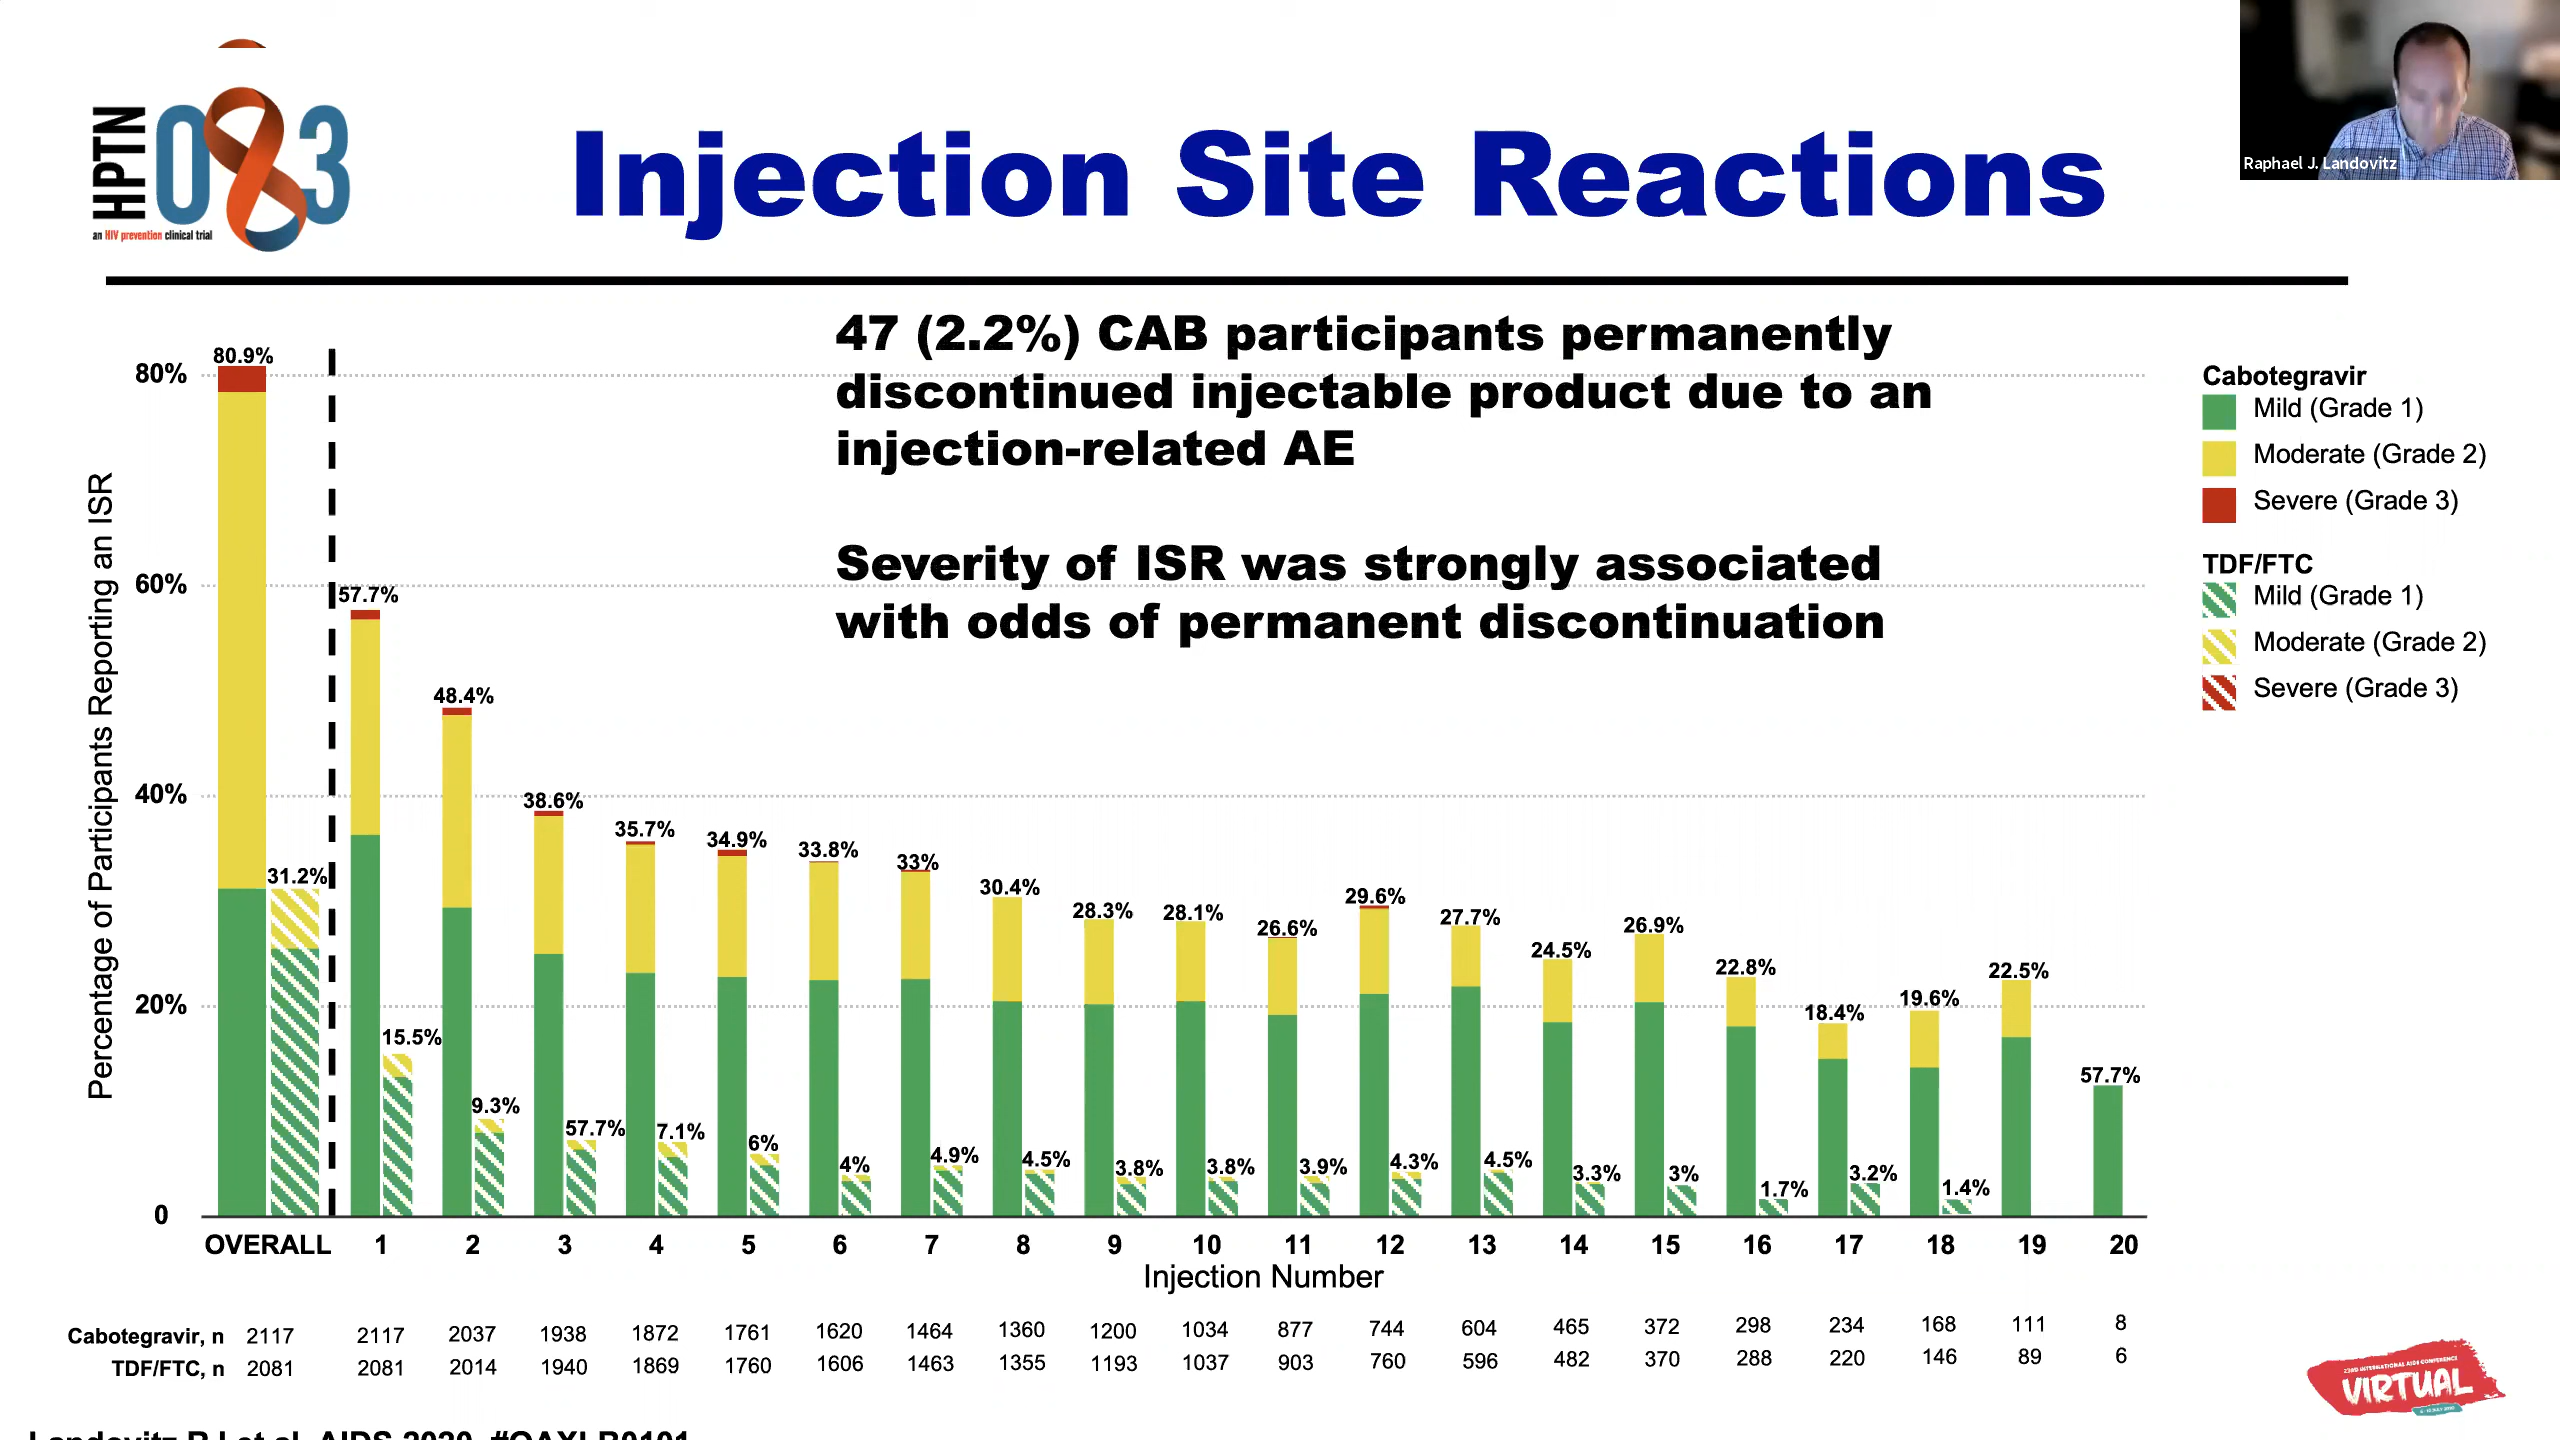 HPTN 083
an HIV prevention clinical trial
Injection Site Reactions
Raphael J. Landovitz
47 (2.2%) CAB participants permanently
discontinued injectable product due to an
injection-related AE
Severity of ISR was strongly associated
with odds of permanent discontinuation
Cabotegravir
Mild (Grade 1)
Moderate (Grade 2)
Severe (Grade 3)
TDF/FTC
Mild (Grade 1)
Moderate (Grade 2)
Severe (Grade 3)
Percentage of Participants Reporting an ISR
80%
60%
40%
20%
0
80.9%
31.2%
57.7%
15.5%
48.4%
9.3%
38.6%
57.7%
35.7%
7.1%
34.9%
6%
33.8%
4%
33%
4.9%
30.4%
4.5%
28.3%
3.8%
28.1%
3.8%
26.6%
3.9%
29.6%
4.3%
27.7%
4.5%
24.5%
3.3%
26.9%
3%
22.8%
1.7%
18.4%
3.2%
19.6%
1.4%
22.5%
57.7%
OVERALL 1 2 3 4 5 6 7 8 9 10 11 12 13 14 15 16 17 18 19 20
Injection Number
Cabotegravir, n 2117 2117 2037 1938 1872 1761 1620 1464 1360 1200 1034 877 744 604 465 372 298 234 168 111 8
TDF/FTC, n 2081 2081 2014 1940 1869 1760 1606 1463 1355 1193 1037 903 760 596 482 370 288 220 146 89 6
23RD INTERNATIONAL AIDS CONFERENCE
VIRTUAL
Landovitz R J et al. AIDS 2020. #OAXLB0101